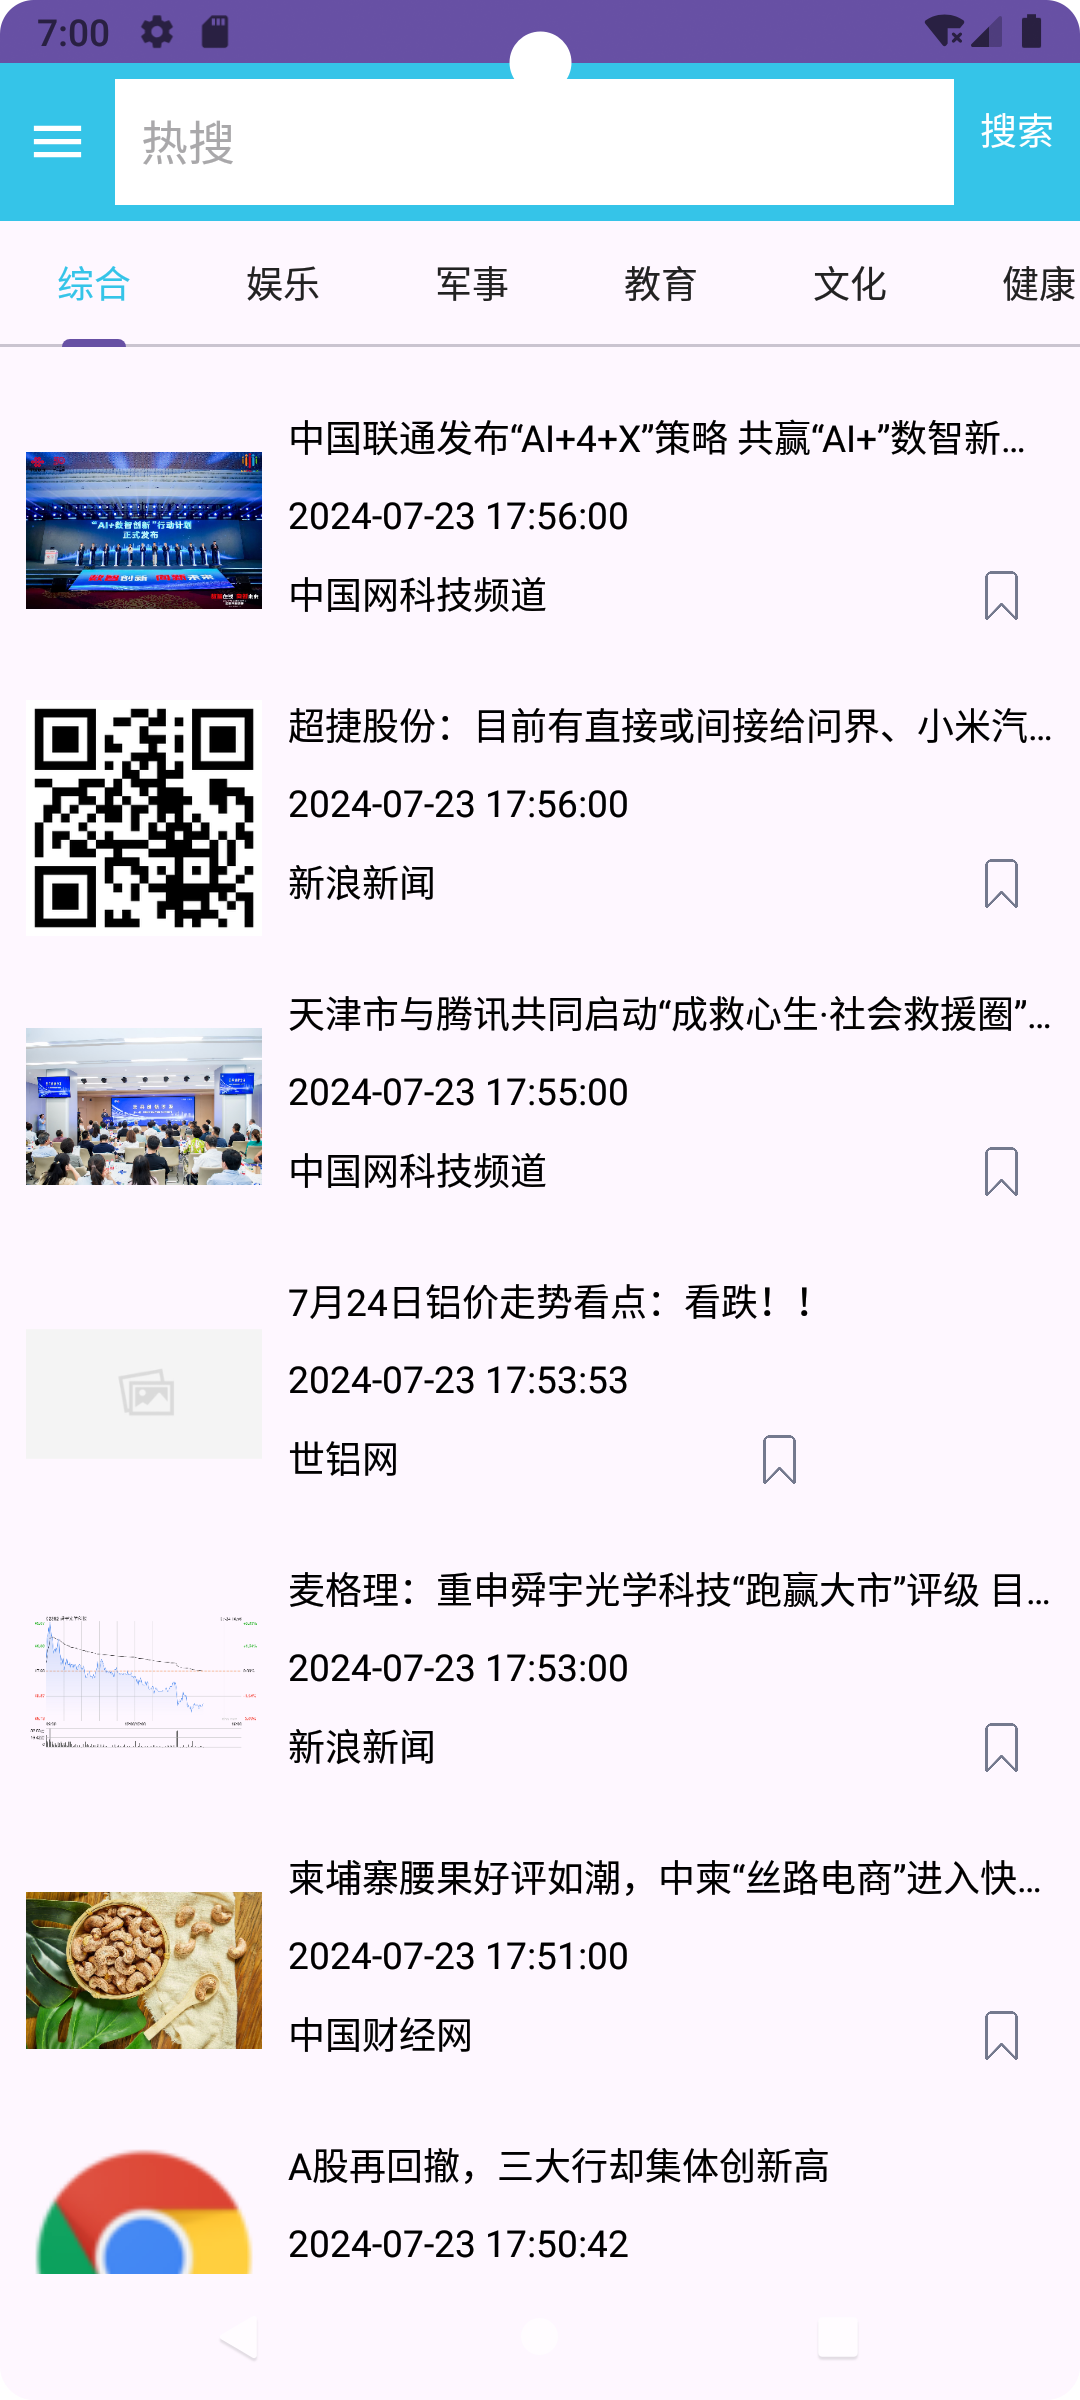 7:00
热搜
搜索
综合 娱乐 军事 教育 文化 健康
中国联通发布“AI+4+X”策略 共赢“AI+”数智新...
2024-07-23 17:56:00
中国网科技频道
“AI+数智创新”行动计划
正式发布
超捷股份：目前有直接或间接给问界、小米汽...
2024-07-23 17:56:00
新浪新闻
天津市与腾讯共同启动“成救心生·社会救援圈”...
2024-07-23 17:55:00
中国网科技频道
7月24日铝价走势看点：看跌！！
2024-07-23 17:53:53
世铝网
麦格理：重申舜宇光学科技“跑赢大市”评级 目...
2024-07-23 17:53:00
新浪新闻
柬埔寨腰果好评如潮，中柬“丝路电商”进入快...
2024-07-23 17:51:00
中国财经网
A股再回撤，三大行却集体创新高
2024-07-23 17:50:42